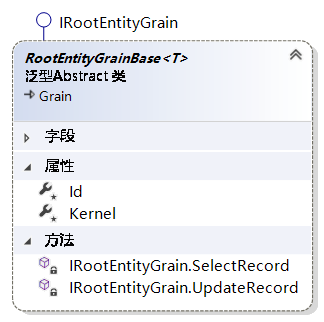 IRootEntityGrain
RootEntityGrainBase<T>
泛型Abstract 类
Grain
字段
属性
Id
Kernel
方法
IRootEntityGrain.SelectRecord
IRootEntityGrain.UpdateRecord